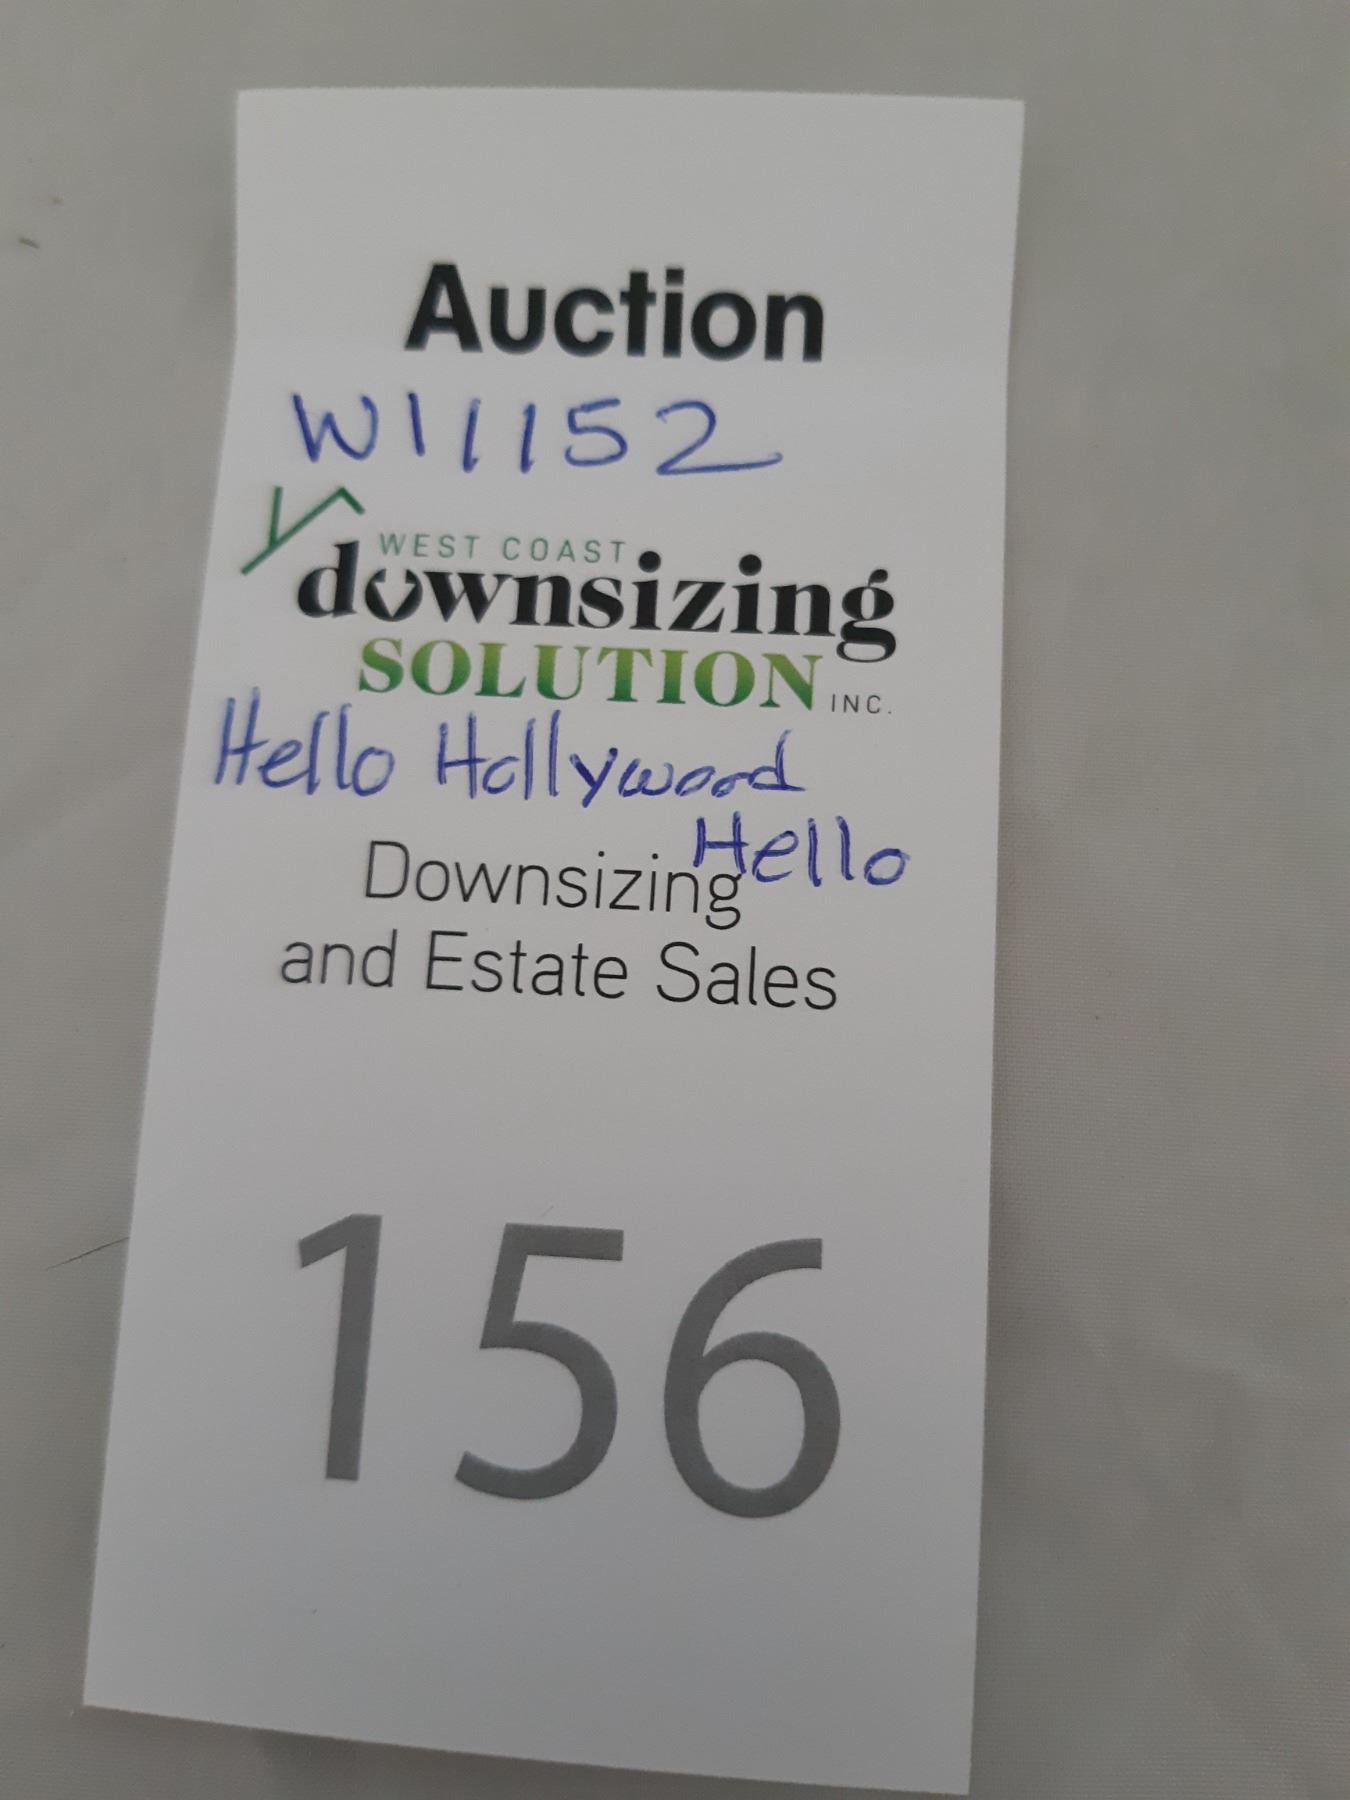 Auction
W11152
WEST COAST
downsizing
SOLUTION INC.
Hello Hollywood
Hello
Downsizing
and Estate Sales
156